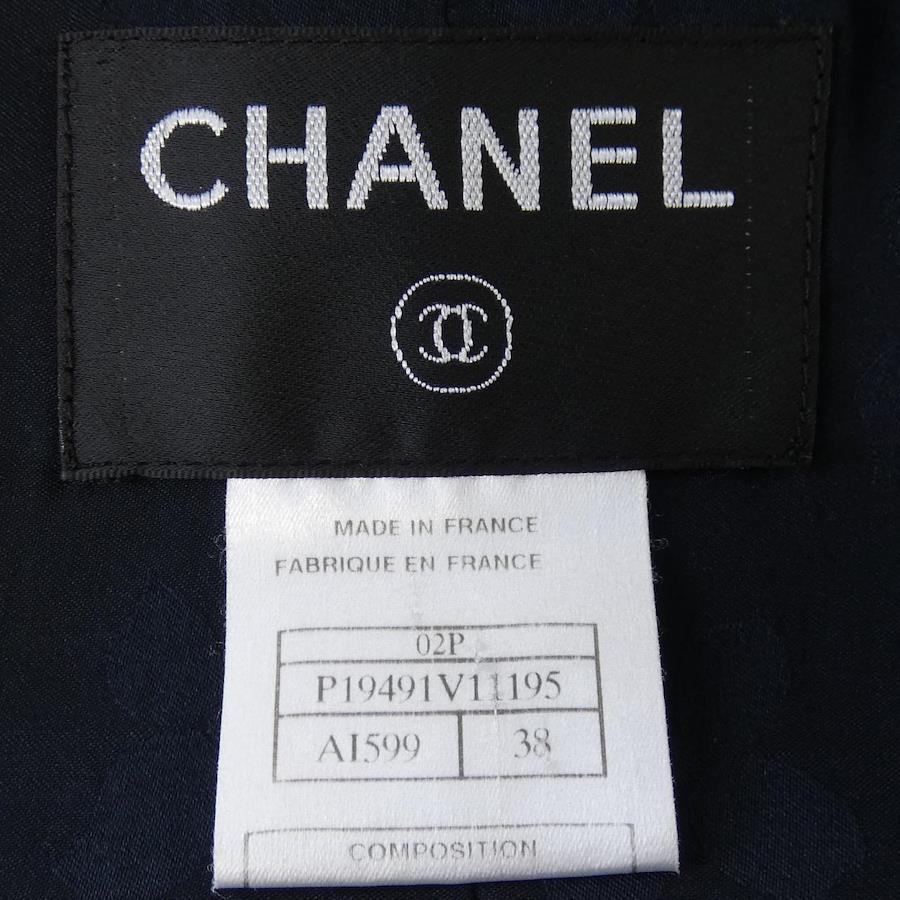 CHANEL
MADE IN FRANCE
FABRIQUE EN FRANCE
02P
P19491V11195
AI599 38
COMPOSITION